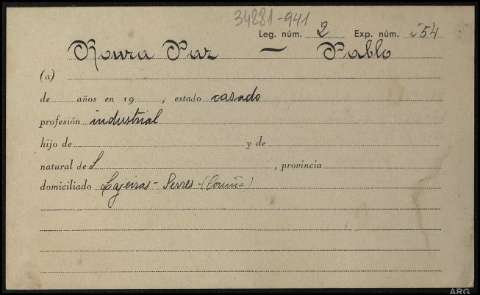 34881-941
Leg. núm. 2 Exp. núm. 54
Roura Paz — Pablo
(a)
de años en 19 , estado casado
profesión industrial
hijo de y de
natural de , provincia
domiciliado Lajeiras - Serres - (Coruña)
ARG